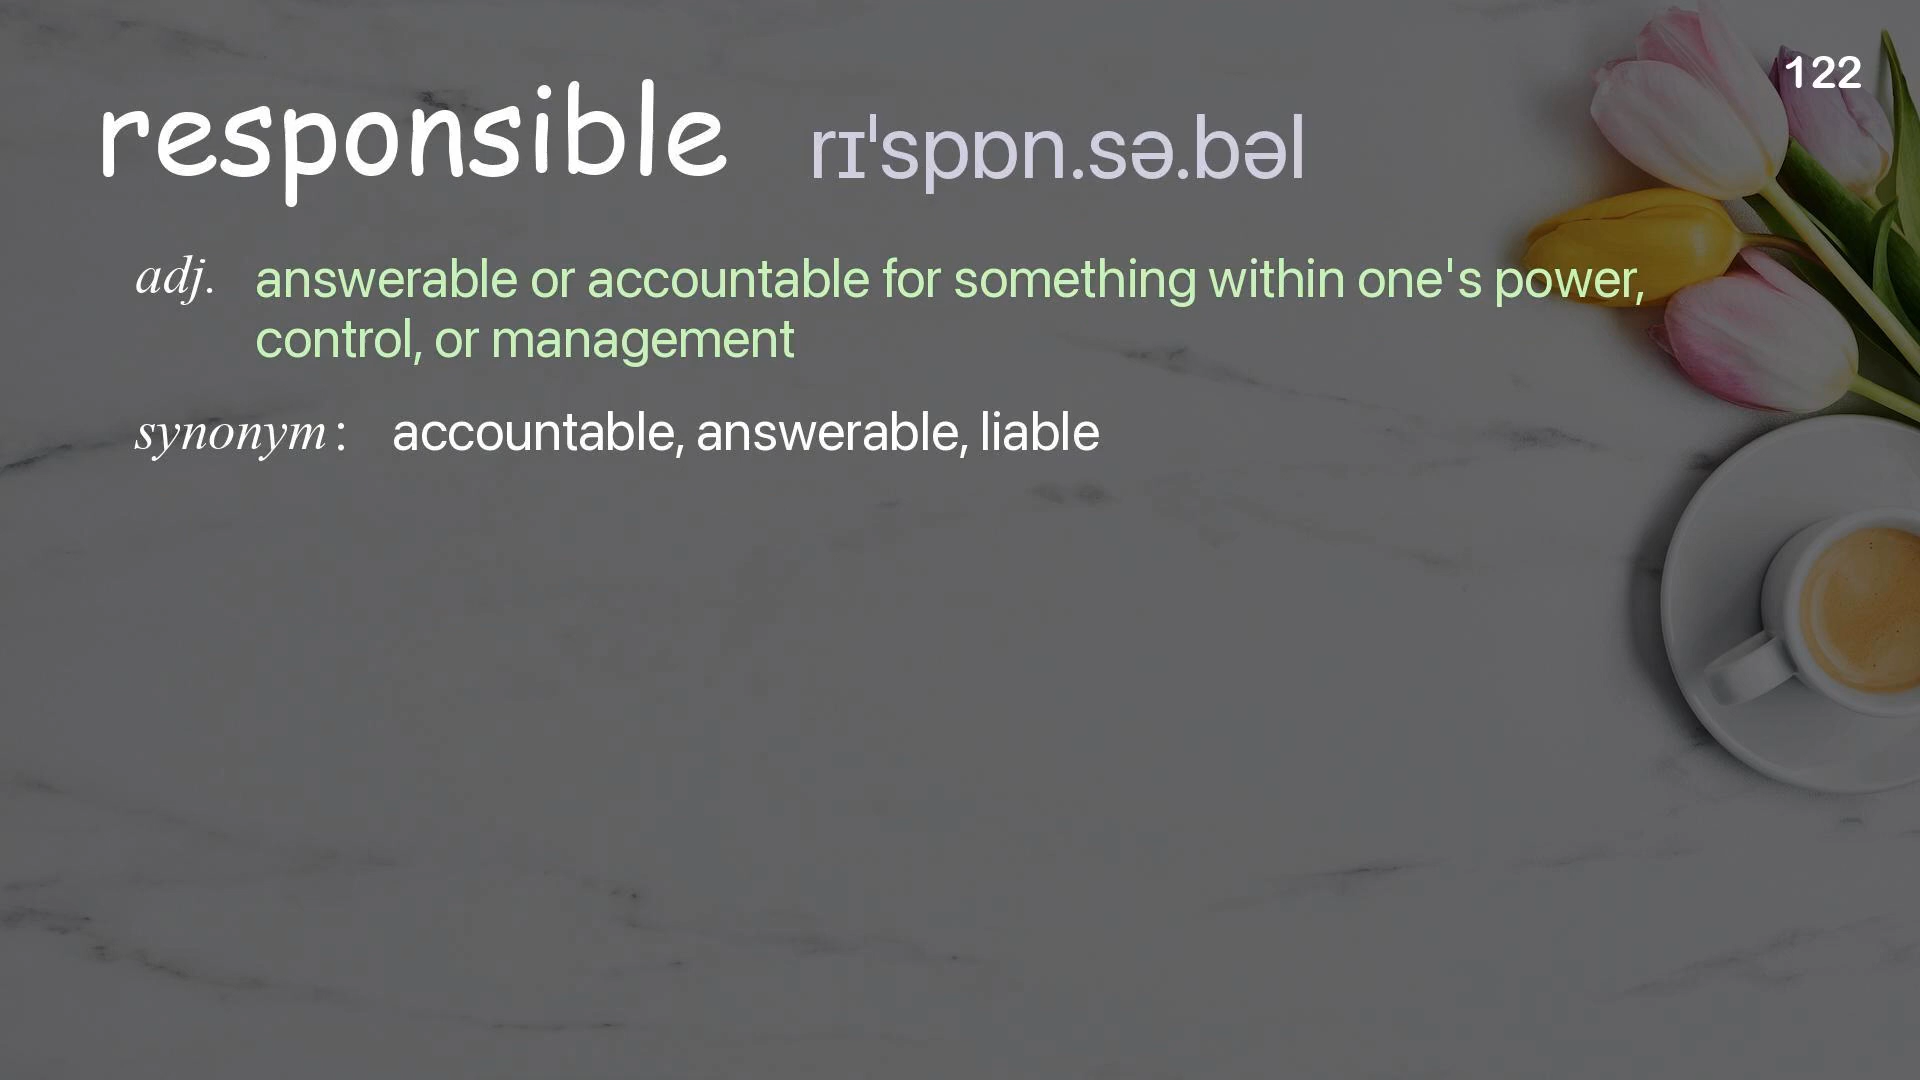 122
responsible rɪˈspɒn.sə.bəl
adj. answerable or accountable for something within one's power,
control, or management
synonym: accountable, answerable, liable